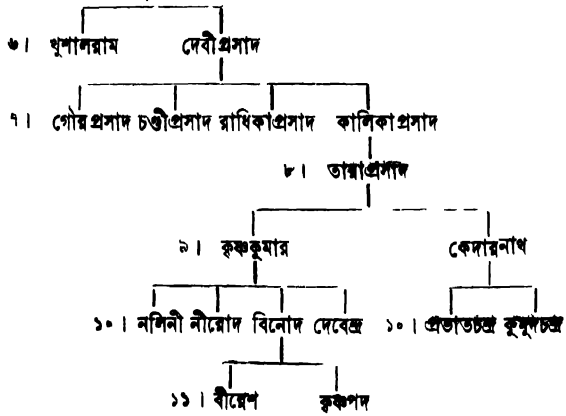 ৬। খুশালরাম দেবীপ্রসাদ
৭। গৌরপ্রসাদ চণ্ডীপ্রসাদ রাধিকাপ্রসাদ কালিকাপ্রসাদ
৮। তারাপ্রসাদ
৯। কৃষ্ণকুমার কেদারনাথ
১০। নলিনী নীরোদ বিনোদ দেবেন্দ্র ১০। প্রভাতচন্দ্র কুমুদচন্দ্র
১১। বীরেশ কৃষ্ণপদ